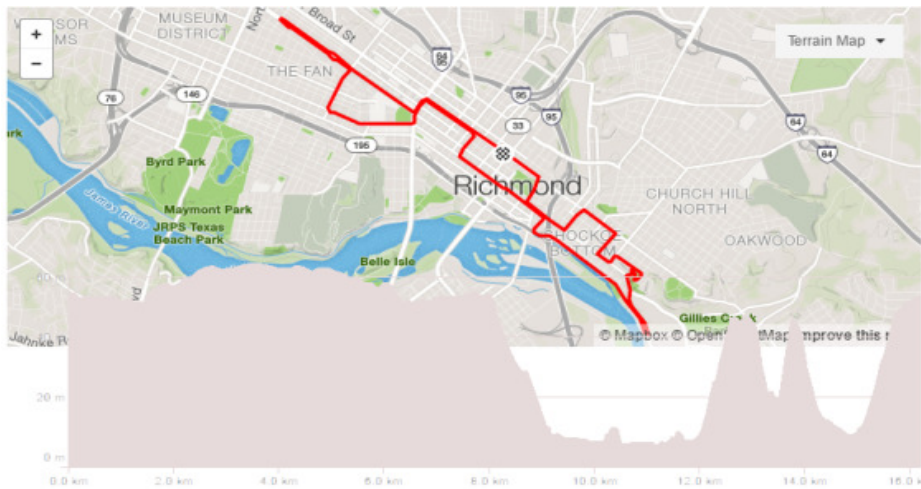 +
−
MUSEUM
DISTRICT
Broad St
64
95
Terrain Map
THE FAN
76
146
95
95
33
64
64
195
Byrd Park
Richmond
CHURCH HILL
NORTH
James River
Maymont Park
JRPS Texas
Beach Park
SHOCKOE
BOTTOM
OAKWOOD
Belle Isle
60 m
Gillies Creek
© Mapbox © OpenStreetMap Improve this
20 m
0 m
0.0 km
2.0 km
4.0 km
6.0 km
8.0 km
10.0 km
12.0 km
14.0 km
16.0